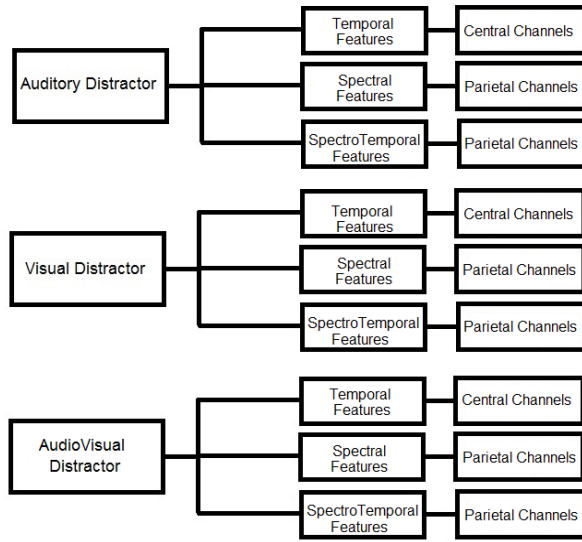 Temporal
Features
Central Channels
Auditory Distractor
Spectral
Features
Parietal Channels
SpectroTemporal
Features
Parietal Channels
Temporal
Features
Central Channels
Visual Distractor
Spectral
Features
Parietal Channels
SpectroTemporal
Features
Parietal Channels
Temporal
Features
Central Channels
AudioVisual
Distractor
Spectral
Features
Parietal Channels
SpectroTemporal
Features
Parietal Channels